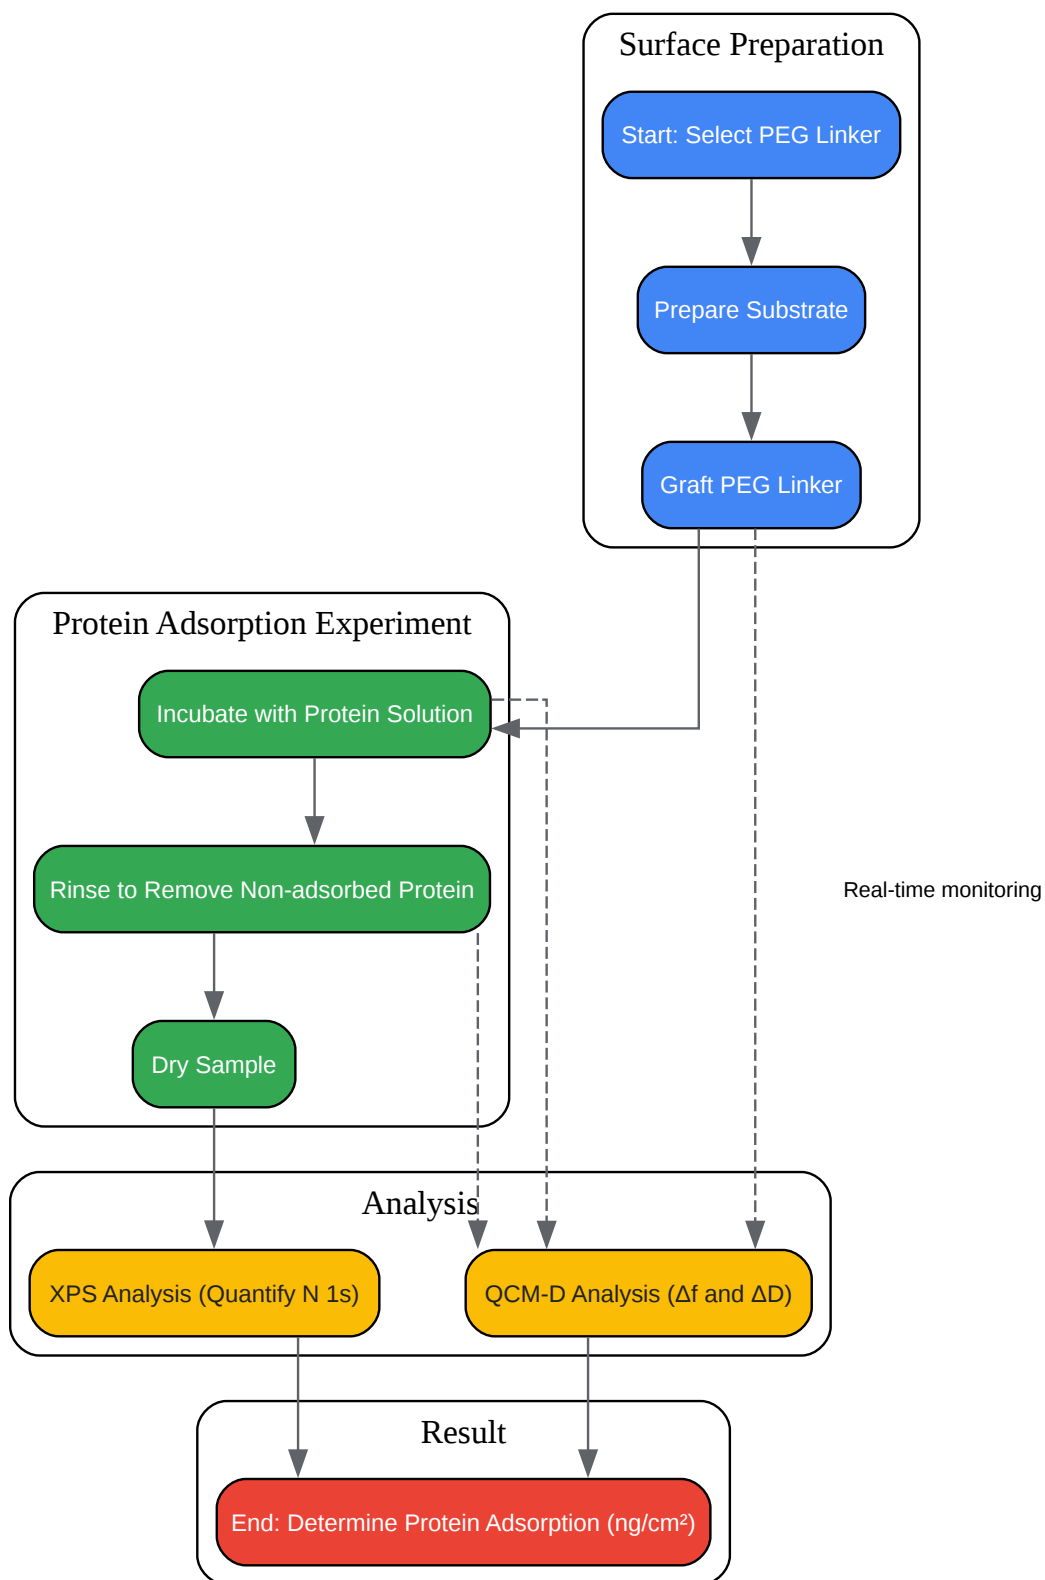 Surface Preparation
Start: Select PEG Linker
Prepare Substrate
Graft PEG Linker
Protein Adsorption Experiment
Incubate with Protein Solution
Rinse to Remove Non-adsorbed Protein
Real-time monitoring
Dry Sample
Analysis
XPS Analysis (Quantify N 1s)
QCM-D Analysis (Δf and ΔD)
Result
End: Determine Protein Adsorption (ng/cm²)